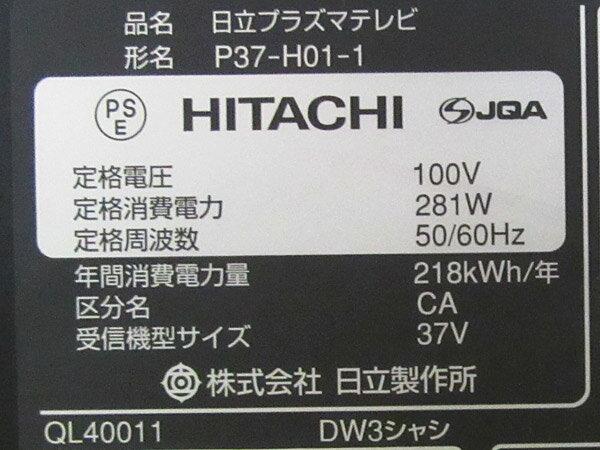 品名 日立プラズマテレビ
形名 P37-H01-1
PS E HITACHI JQA
定格電圧 100V
定格消費電力 281W
定格周波数 50/60Hz
年間消費電力量 218kWh/年
区分名 CA
受信機型サイズ 37V
株式会社 日立製作所
QL40011 DW3シャシ